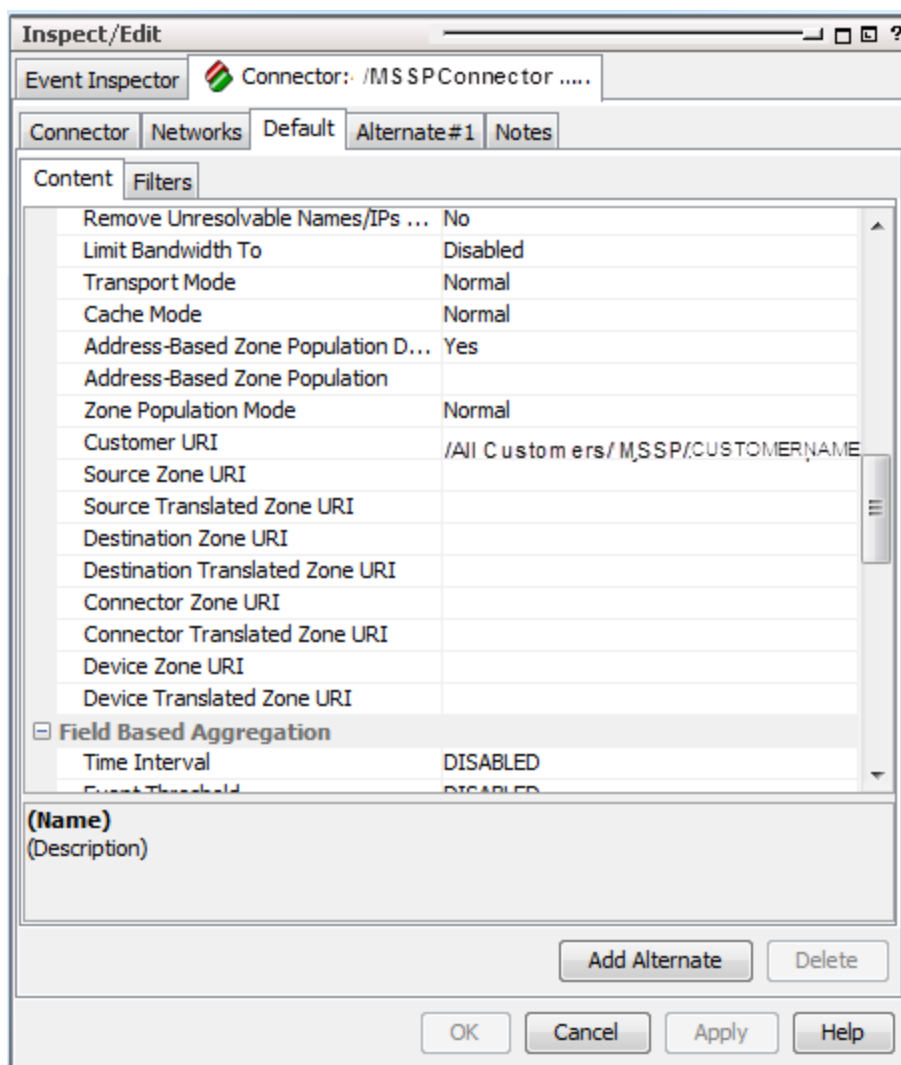 Inspect/Edit ?
Event Inspector Connector: /MSSPConnector .....
Connector Networks Default Alternate#1 Notes
Content Filters
Remove Unresolvable Names/IPs ... No
Limit Bandwidth To Disabled
Transport Mode Normal
Cache Mode Normal
Address-Based Zone Population D... Yes
Address-Based Zone Population
Zone Population Mode Normal
Customer URI /All Customers/MSSP/CUSTOMERNAME
Source Zone URI
Source Translated Zone URI
Destination Zone URI
Destination Translated Zone URI
Connector Zone URI
Connector Translated Zone URI
Device Zone URI
Device Translated Zone URI
Field Based Aggregation
Time Interval DISABLED
Event Threshold DISABLED
(Name)
(Description)
Add Alternate Delete
OK Cancel Apply Help